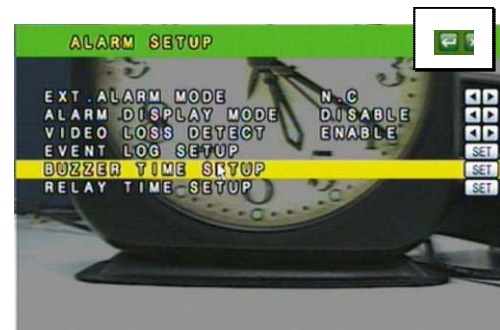 ALARM SETUP
EXT.ALARM MODE N.C
ALARM DISPLAY MODE DISABLE
VIDEO LOSS DETECT ENABLE
EVENT LOG SETUP SET
BUZZER TIME SETUP SET
RELAY TIME SETUP SET